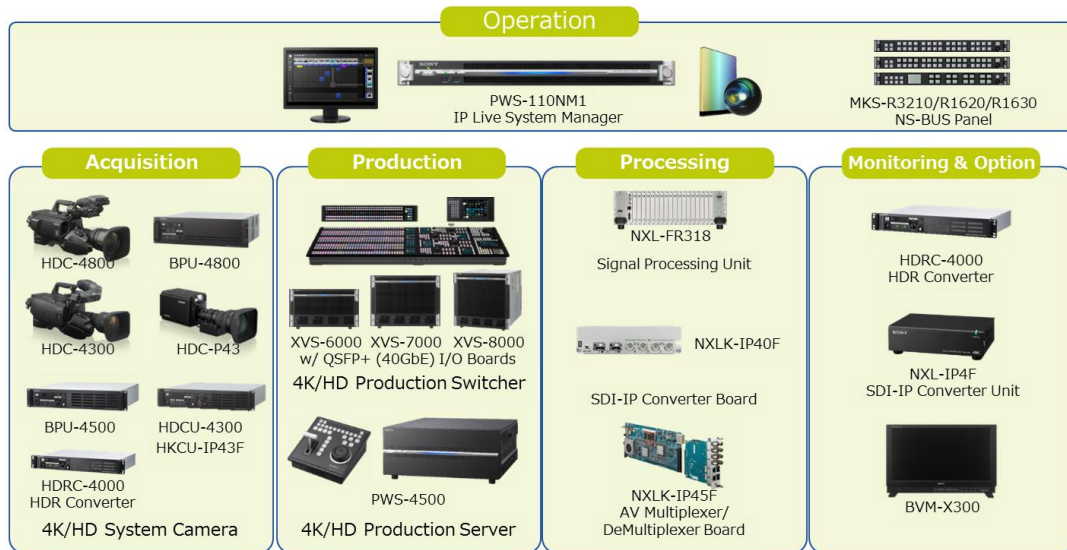 Operation
SONY
PWS-110NM1
IP Live System Manager
MKS-R3210/R1620/R1630
NS-BUS Panel
Acquisition
HDC-4800
BPU-4800
HDC-4300
HDC-P43
BPU-4500
HDCU-4300
HKCU-IP43F
HDRC-4000
HDR Converter
4K/HD System Camera
Production
XVS-6000
XVS-7000
XVS-8000
w/ QSFP+ (40GbE) I/O Boards
4K/HD Production Switcher
PWS-4500
4K/HD Production Server
Processing
NXL-FR318
Signal Processing Unit
NXLK-IP40F
SDI-IP Converter Board
NXLK-IP45F
AV Multiplexer/
DeMultiplexer Board
Monitoring & Option
HDRC-4000
HDR Converter
SONY
4K
NXL-IP4F
SDI-IP Converter Unit
BVM-X300